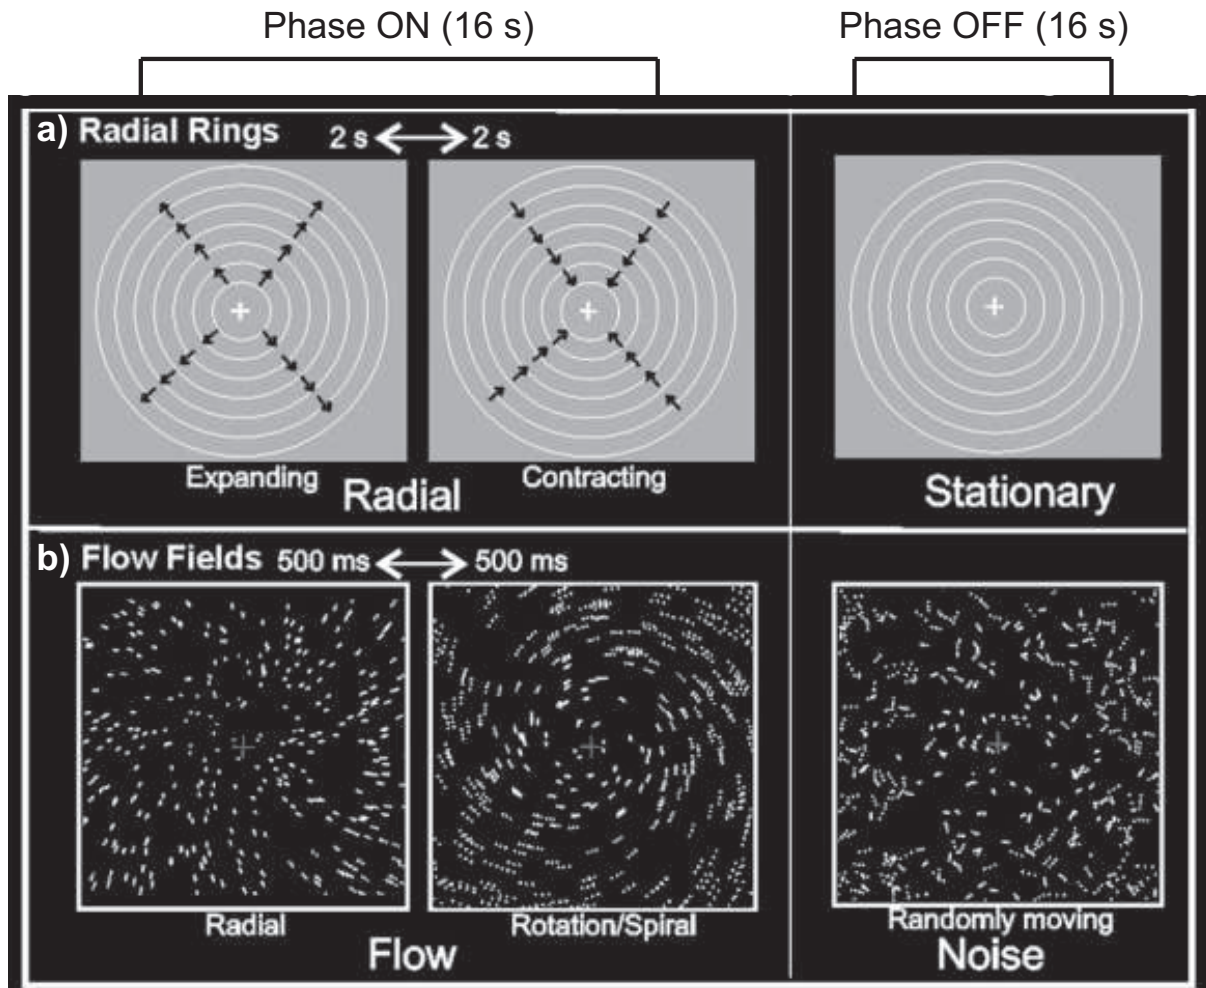 Phase ON (16 s)
Phase OFF (16 s)
a) Radial Rings 2 s 2 s
Expanding
Contracting
Radial
Stationary
b) Flow Fields 500 ms 500 ms
Radial
Rotation/Spiral
Randomly moving
Flow
Noise